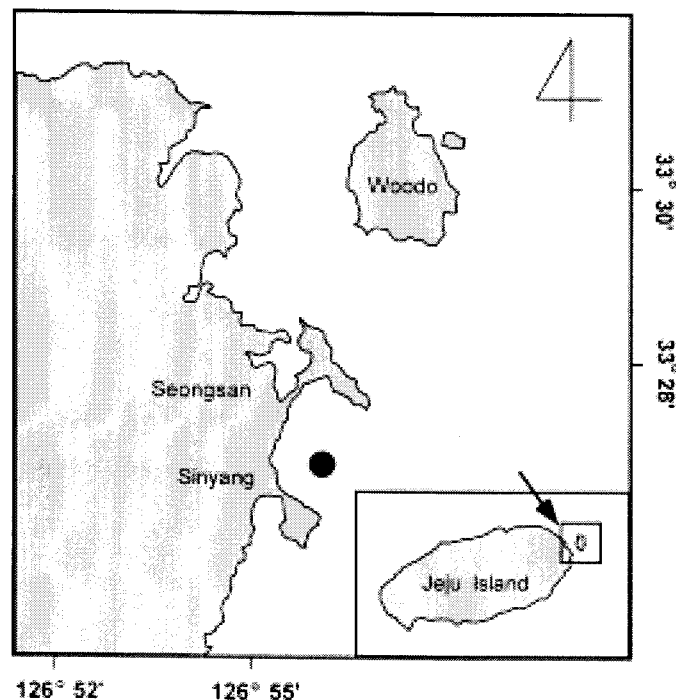 Woodo
33° 30'
33° 28'
Seongsan
Sinyang
Jeju Island
126° 52'
126° 55'